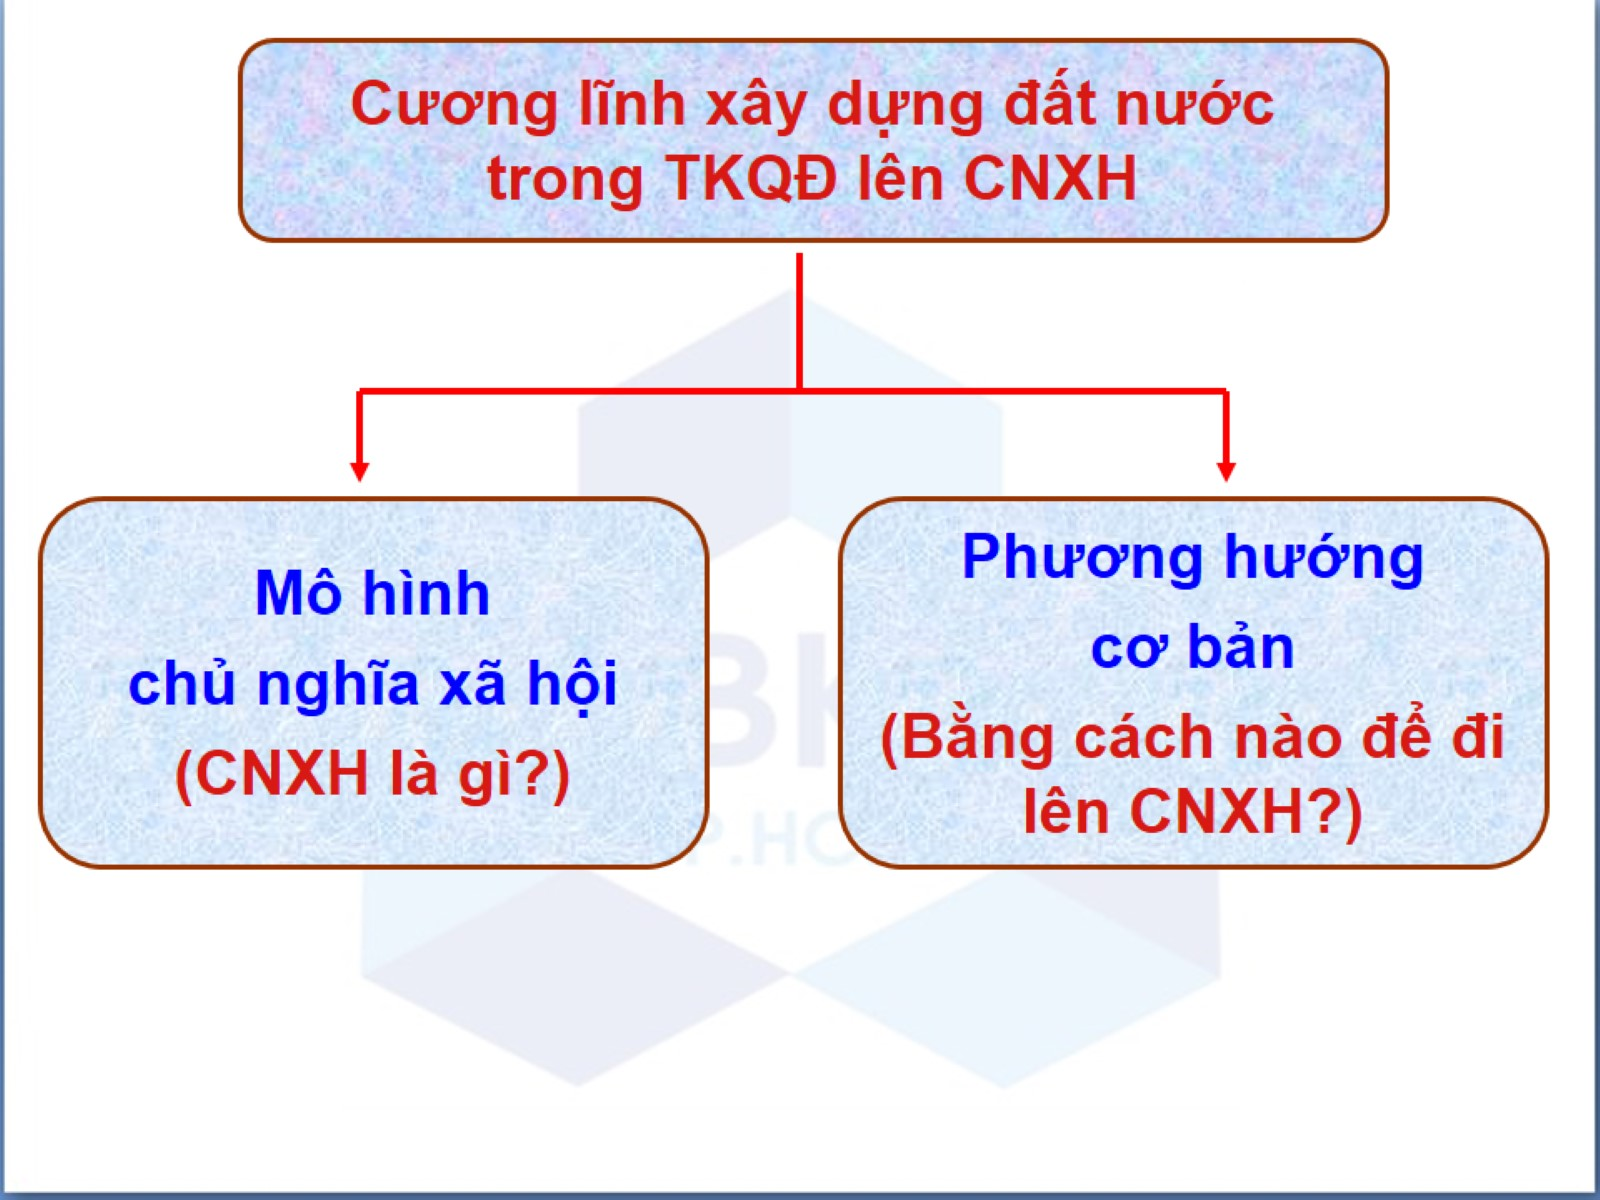 Cương lĩnh xây dựng đất nước
trong TKQĐ lên CNXH
Mô hình
chủ nghĩa xã hội
(CNXH là gì?)
Phương hướng
cơ bản
(Bằng cách nào để đi
lên CNXH?)